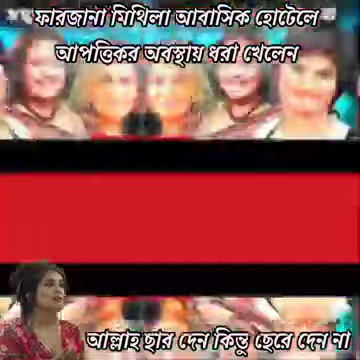 ফারজানা মিথিলা আবাসিক হোটেলে
আপত্তিকর অবস্থায় ধরা খেলেন
আল্লাহ ছার দেন কিন্তু ছেরে দেন না